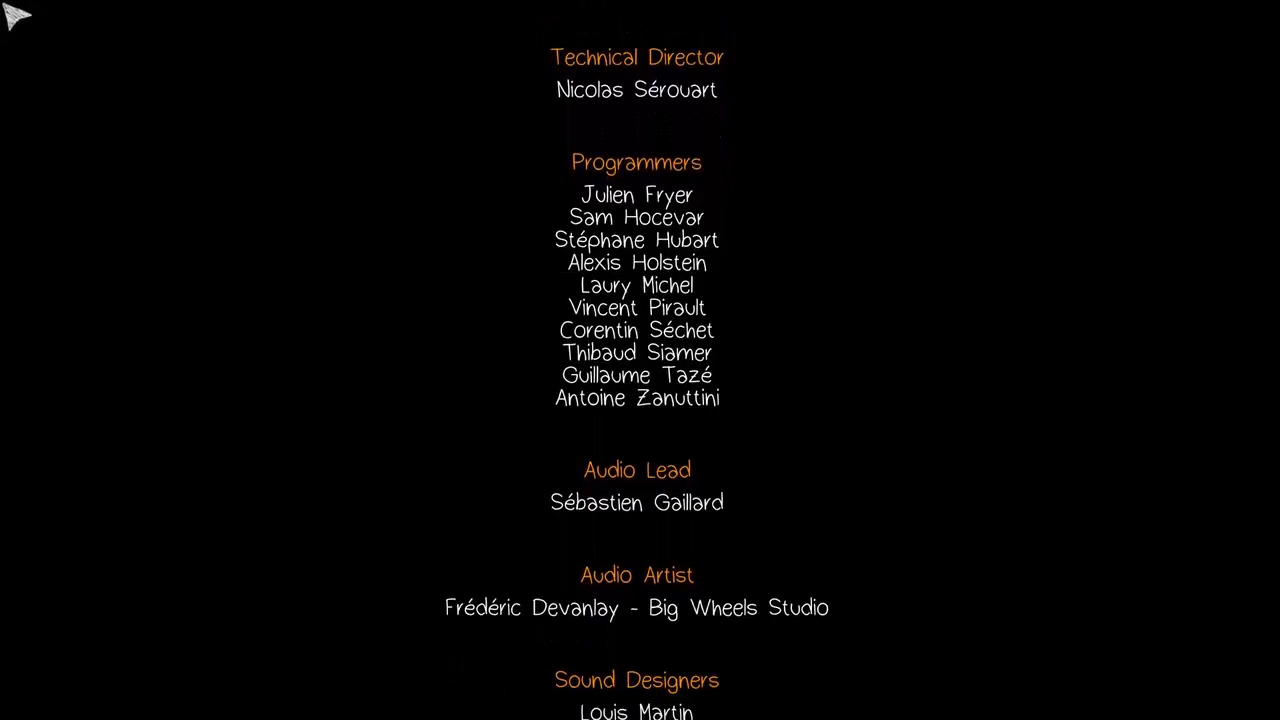 Technical Director
Nicolas Sérouart
Programmers
Julien Fryer
Sam Hocevar
Stéphane Hubart
Alexis Holstein
Laury Michel
Vincent Pirault
Corentin Séchet
Thibaud Siamer
Guillaume Tazé
Antoine Zanuttini
Audio Lead
Sébastien Gaillard
Audio Artist
Frédéric Devanlay - Big Wheels Studio
Sound Designers
Louis Martin